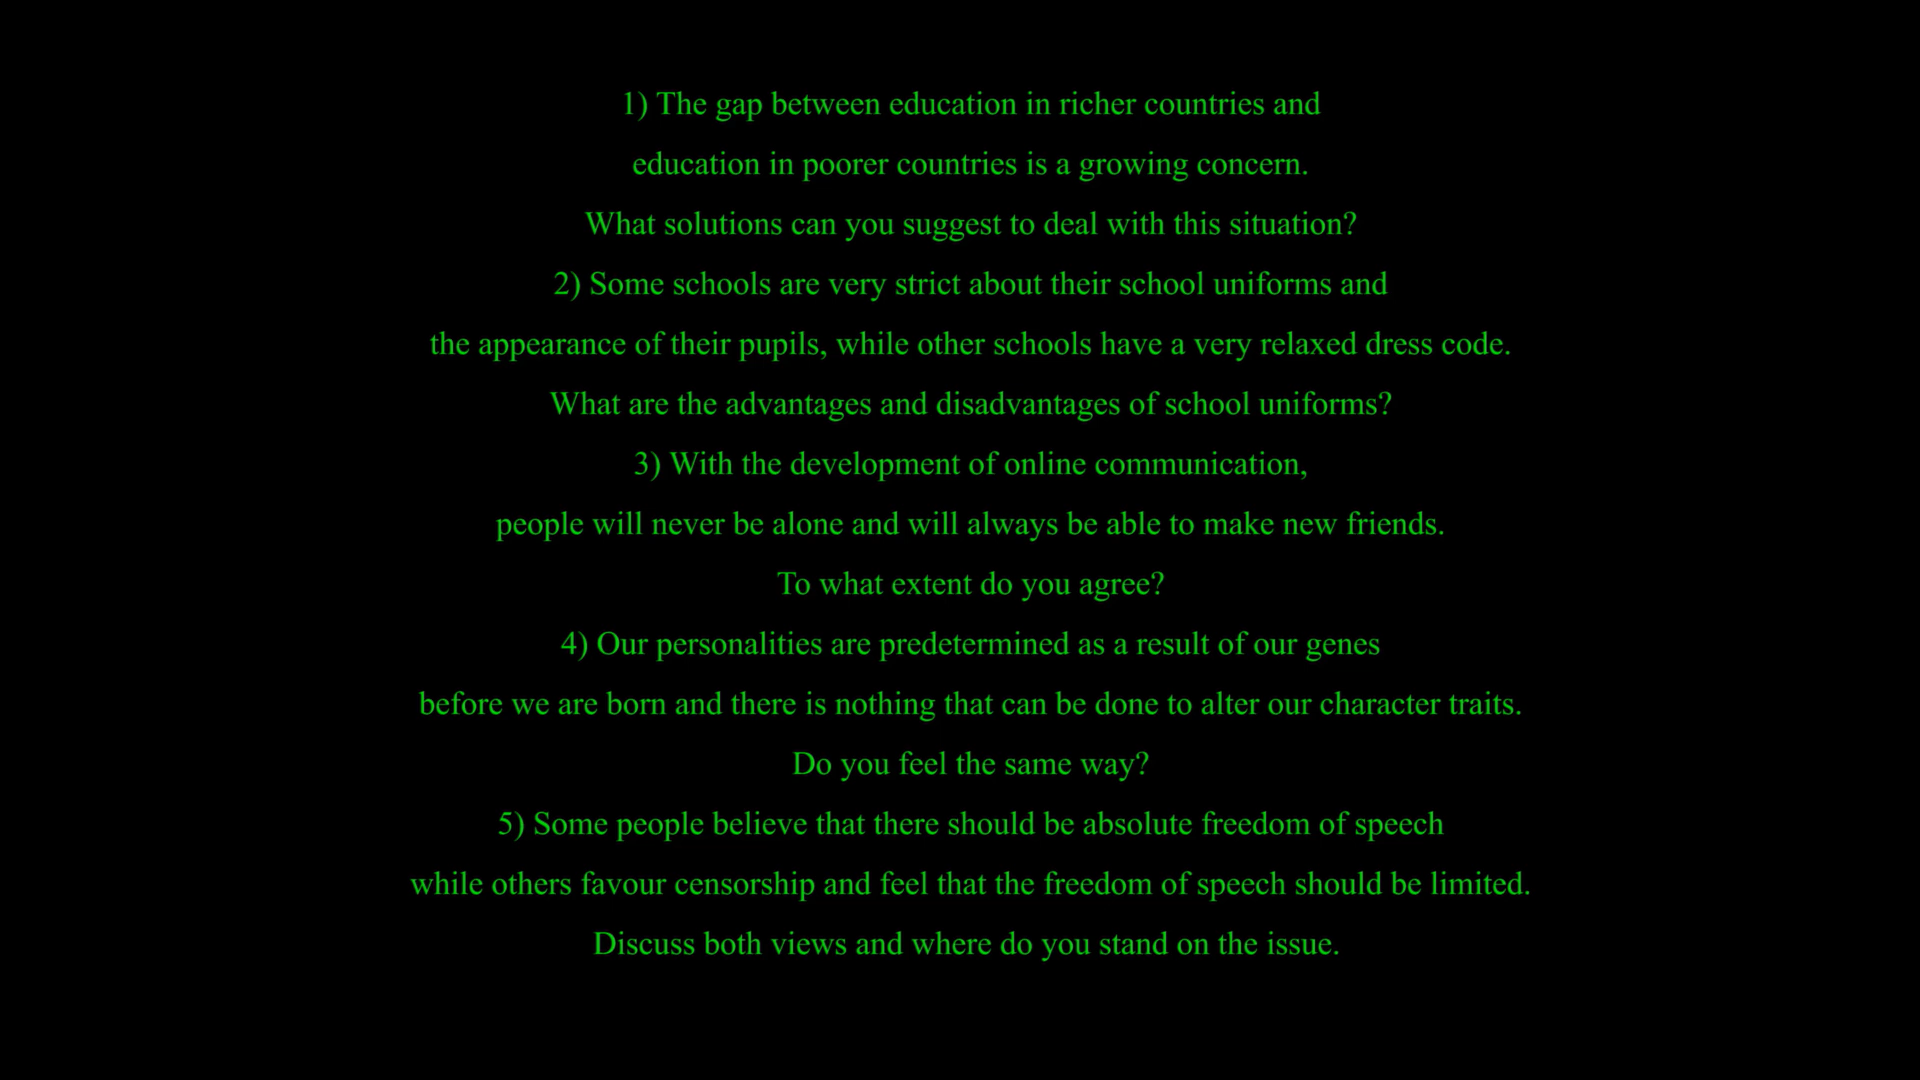 1) The gap between education in richer countries and
education in poorer countries is a growing concern.
What solutions can you suggest to deal with this situation?
2) Some schools are very strict about their school uniforms and
the appearance of their pupils, while other schools have a very relaxed dress code.
What are the advantages and disadvantages of school uniforms?
3) With the development of online communication,
people will never be alone and will always be able to make new friends.
To what extent do you agree?
4) Our personalities are predetermined as a result of our genes
before we are born and there is nothing that can be done to alter our character traits.
Do you feel the same way?
5) Some people believe that there should be absolute freedom of speech
while others favour censorship and feel that the freedom of speech should be limited.
Discuss both views and where do you stand on the issue.